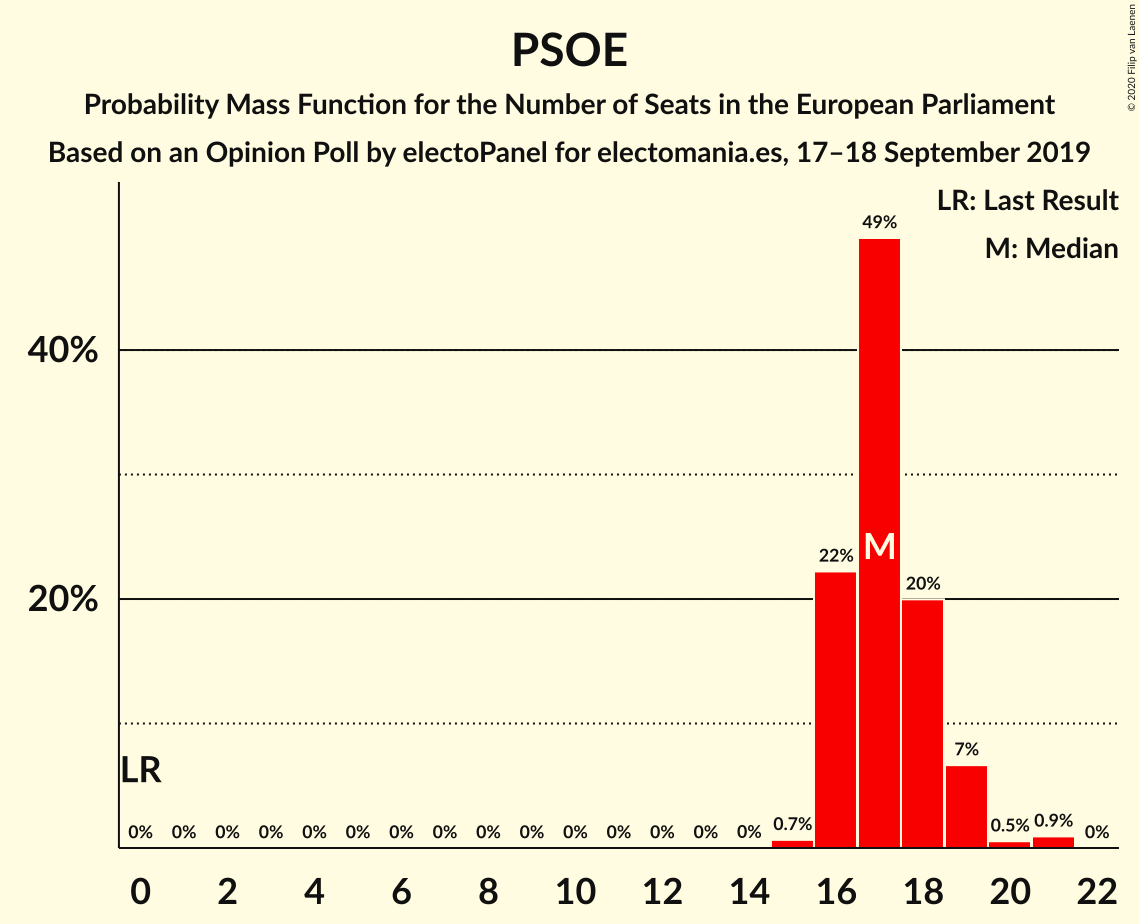 PSOE
Probability Mass Function for the Number of Seats in the European Parliament
Based on an Opinion Poll by electoPanel for electomania.es, 17–18 September 2019
© 2020 Filip van Laenen
LR: Last Result
M: Median
49%
40%
22%
M
20%
20%
7%
LR
0% 0% 0% 0% 0% 0% 0% 0% 0% 0% 0% 0% 0% 0% 0% 0.7% 0.5% 0.9% 0%
0 2 4 6 8 10 12 14 16 18 20 22